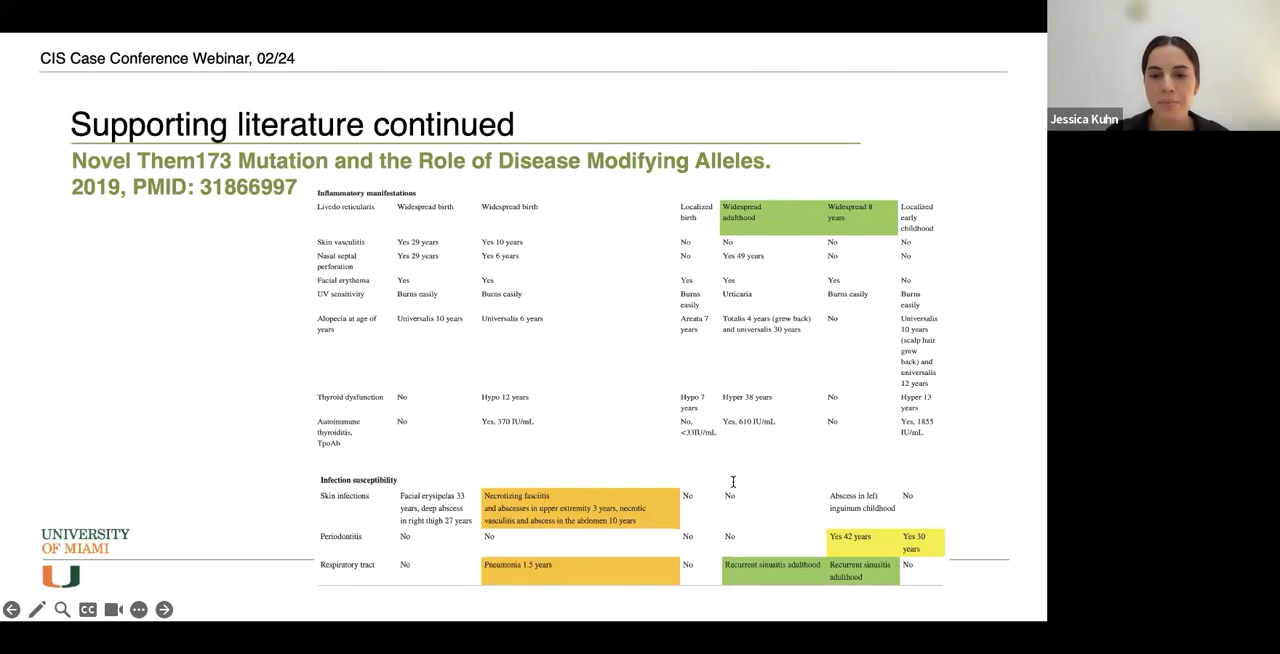 CIS Case Conference Webinar, 02/24
Jessica Kuhn
Supporting literature continued
Novel Them173 Mutation and the Role of Disease Modifying Alleles.
2019, PMID: 31866997
Inflammatory manifestations
Livedo reticularis Widespread birth Widespread birth Localized birth Widespread adulthood Widespread 8 years Localized early childhood
Skin vasculitis Yes 29 years Yes 10 years No No No No
Nasal septal perforation Yes 29 years Yes 6 years No Yes 49 years No No
Facial erythema Yes Yes Yes Yes Yes No
UV sensitivity Burns easily Burns easily Burns easily Urticaria Burns easily Burns easily
Alopecia at age of years Universalis 10 years Universalis 6 years Areata 7 years Totalis 4 years (grew back) and universalis 30 years No Universalis 10 years (scalp hair grew back) and universalis 12 years
Thyroid dysfunction No Hypo 12 years Hypo 7 years Hyper 38 years No Hyper 13 years
Autoimmune thyroiditis, TpoAb No Yes, 370 IU/mL No, <33IU/mL Yes, 610 IU/mL No Yes, 1855 IU/mL
Infection susceptibility
Skin infections Facial erysipelas 33 years, deep abscess in right thigh 27 years Necrotizing fasciitis and abscesses in upper extremity 3 years, necrotic vasculitis and abscess in the abdomen 10 years No No Abscess in left inguinum childhood No
Periodontitis No No No No Yes 42 years Yes 30 years
Respiratory tract No Pneumonia 1.5 years No Recurrent sinusitis adulthood Recurrent sinusitis adulthood No
UNIVERSITY
OF MIAMI
CC